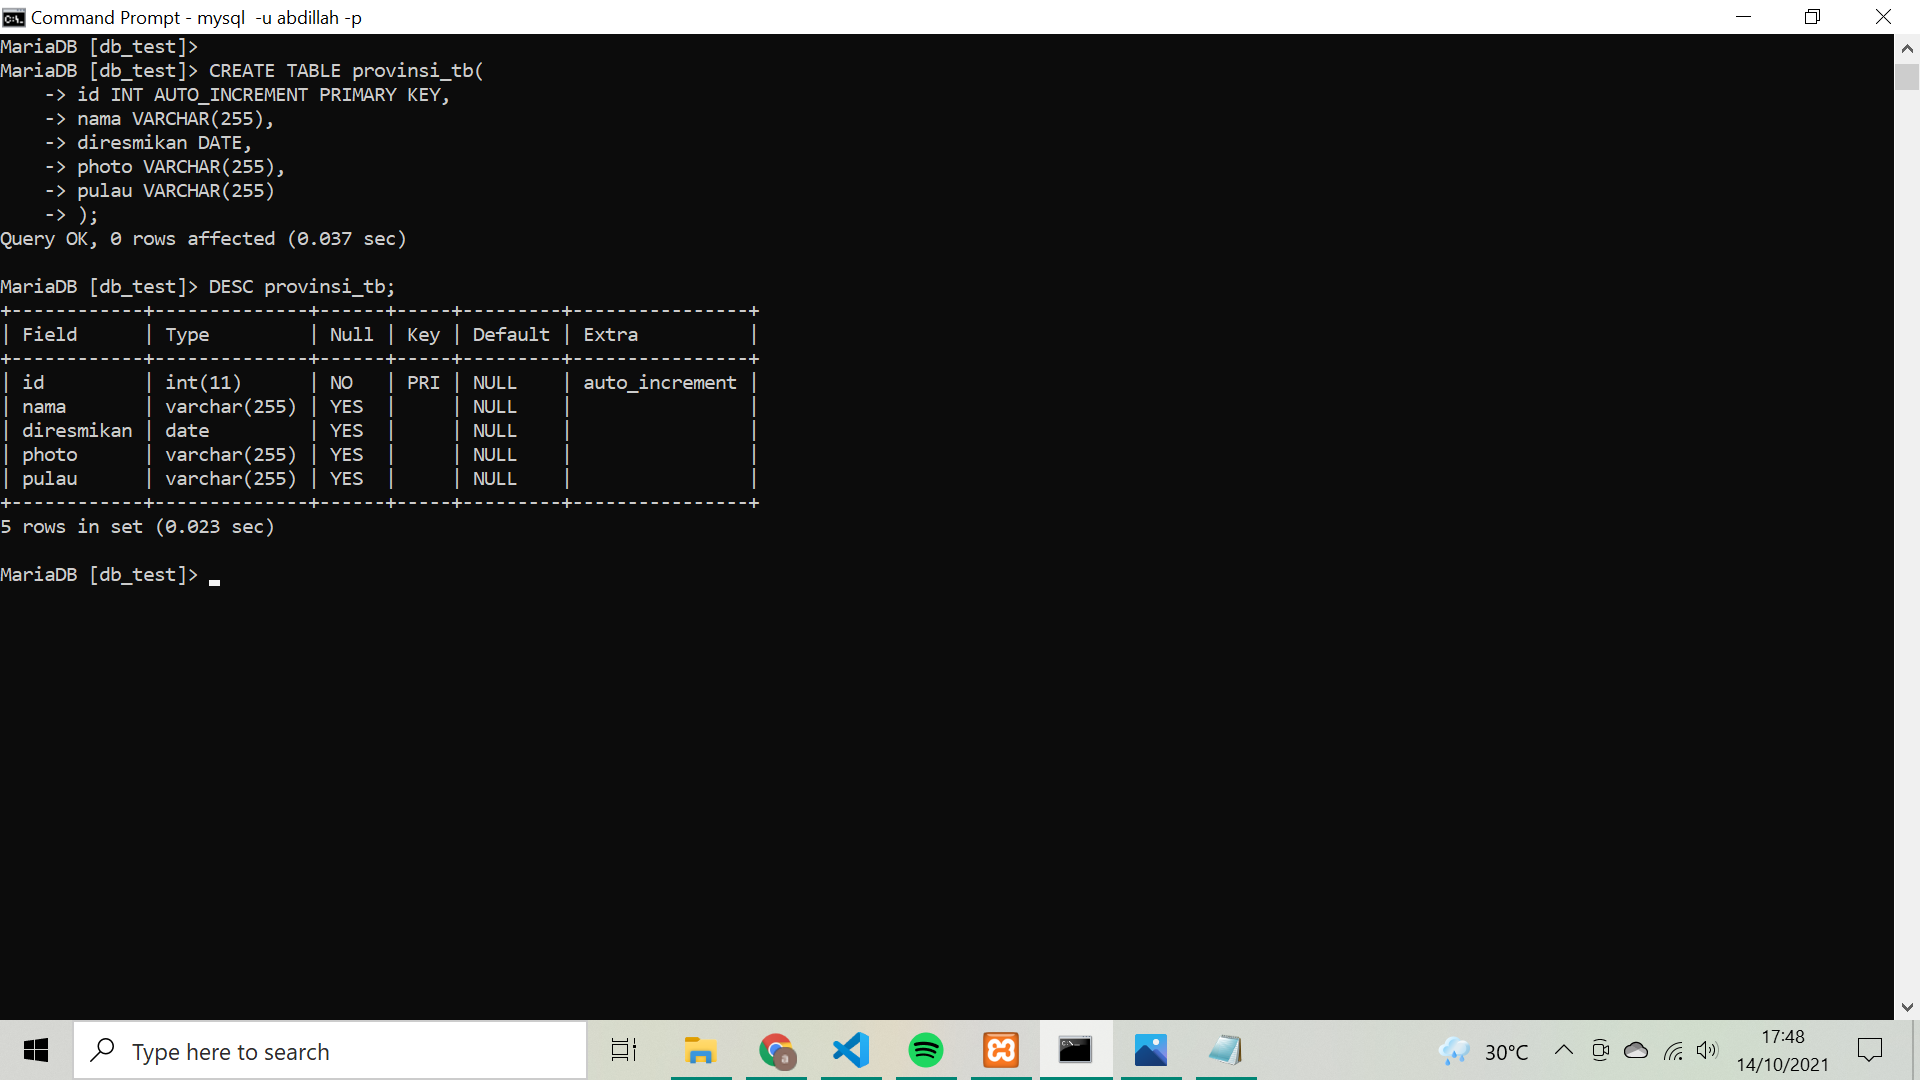 Command Prompt - mysql  -u abdillah -p
MariaDB [db_test]>
MariaDB [db_test]> CREATE TABLE provinsi_tb(
    -> id INT AUTO_INCREMENT PRIMARY KEY,
    -> nama VARCHAR(255),
    -> diresmikan DATE,
    -> photo VARCHAR(255),
    -> pulau VARCHAR(255)
    -> );
Query OK, 0 rows affected (0.037 sec)

MariaDB [db_test]> DESC provinsi_tb;
+------------+--------------+------+-----+---------+----------------+
| Field      | Type         | Null | Key | Default | Extra          |
+------------+--------------+------+-----+---------+----------------+
| id         | int(11)      | NO   | PRI | NULL    | auto_increment |
| nama       | varchar(255) | YES  |     | NULL    |                |
| diresmikan | date         | YES  |     | NULL    |                |
| photo      | varchar(255) | YES  |     | NULL    |                |
| pulau      | varchar(255) | YES  |     | NULL    |                |
+------------+--------------+------+-----+---------+----------------+
5 rows in set (0.023 sec)

MariaDB [db_test]> _
Type here to search
a
30°C
17:48
14/10/2021